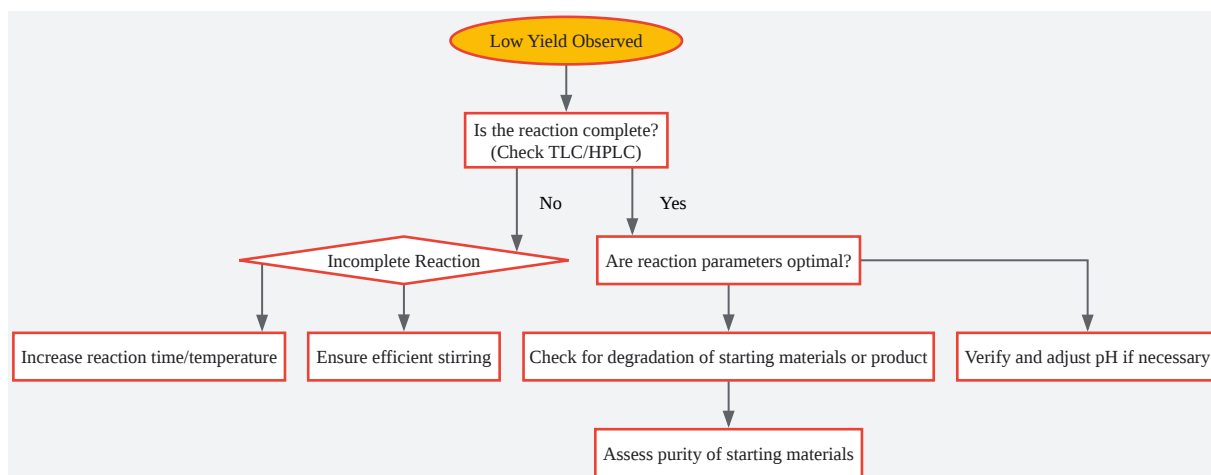 Low Yield Observed
Is the reaction complete?
(Check TLC/HPLC)
No
Yes
Incomplete Reaction
Are reaction parameters optimal?
Increase reaction time/temperature
Ensure efficient stirring
Check for degradation of starting materials or product
Verify and adjust pH if necessary
Assess purity of starting materials